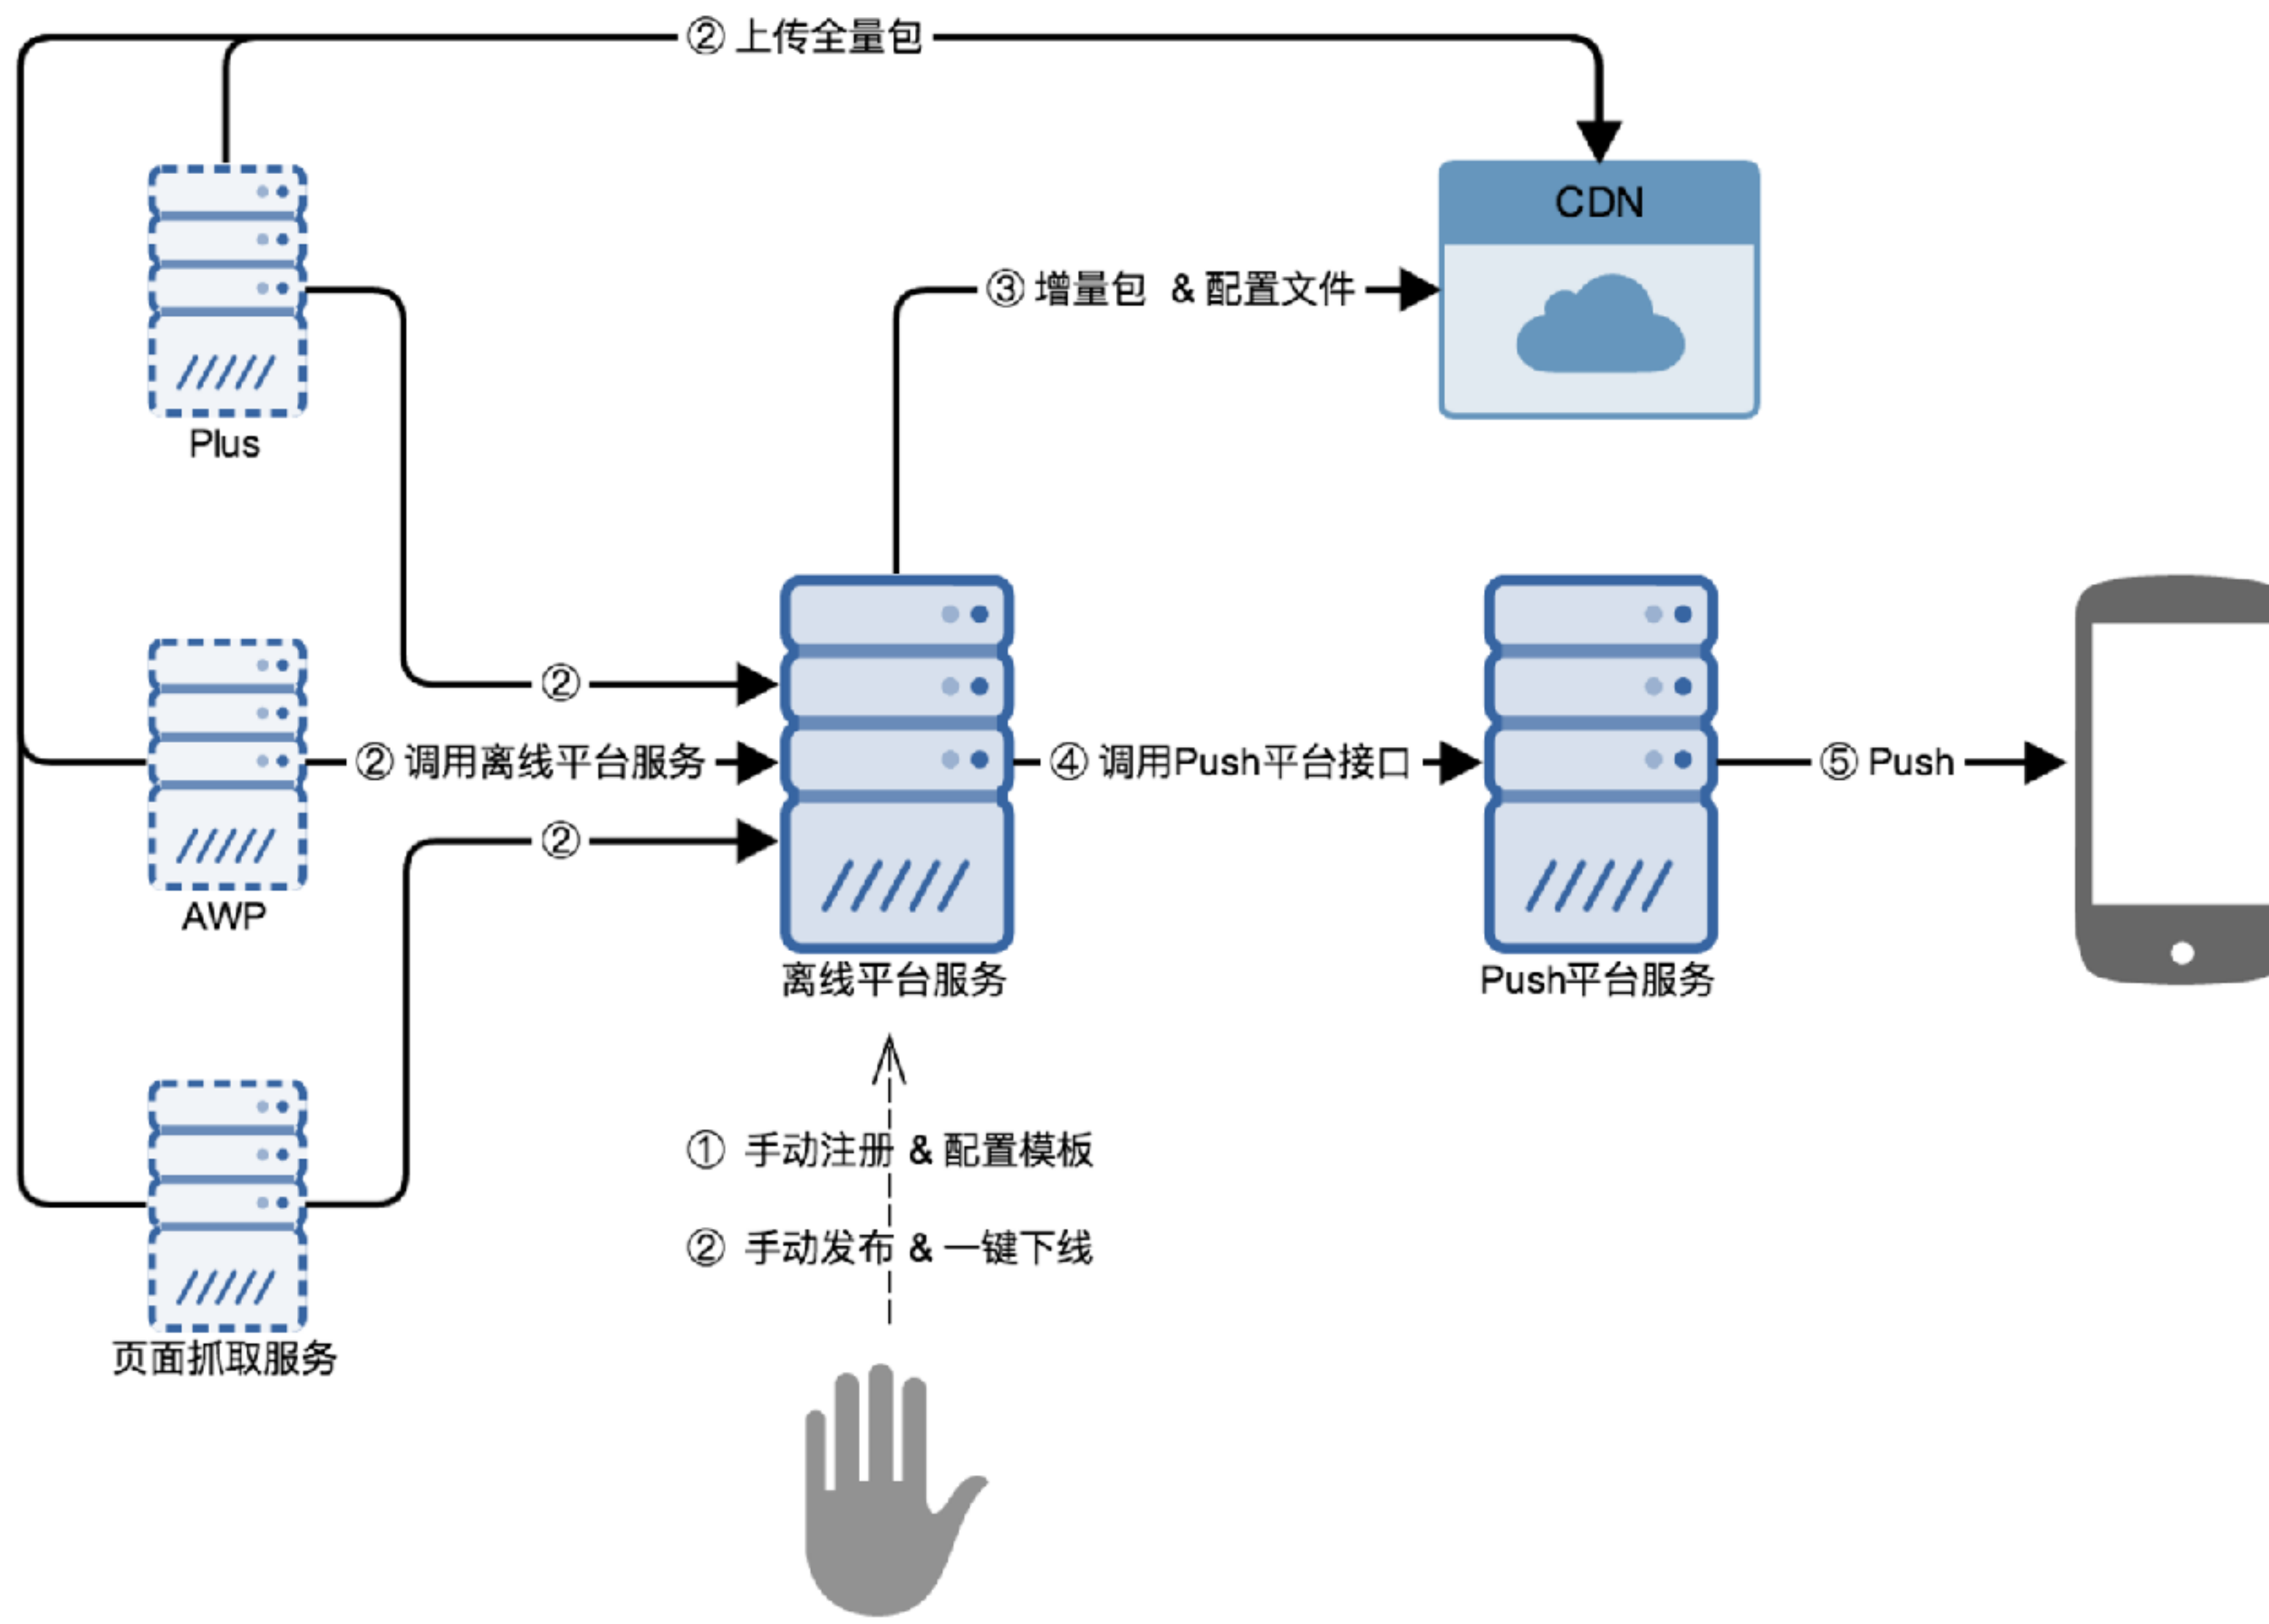 ② 上传全量包
CDN
③ 增量包 & 配置文件
Plus
②
② 调用离线平台服务
④ 调用Push平台接口
⑤ Push
②
AWP
离线平台服务
Push平台服务
① 手动注册 & 配置模板
② 手动发布 & 一键下线
页面抓取服务